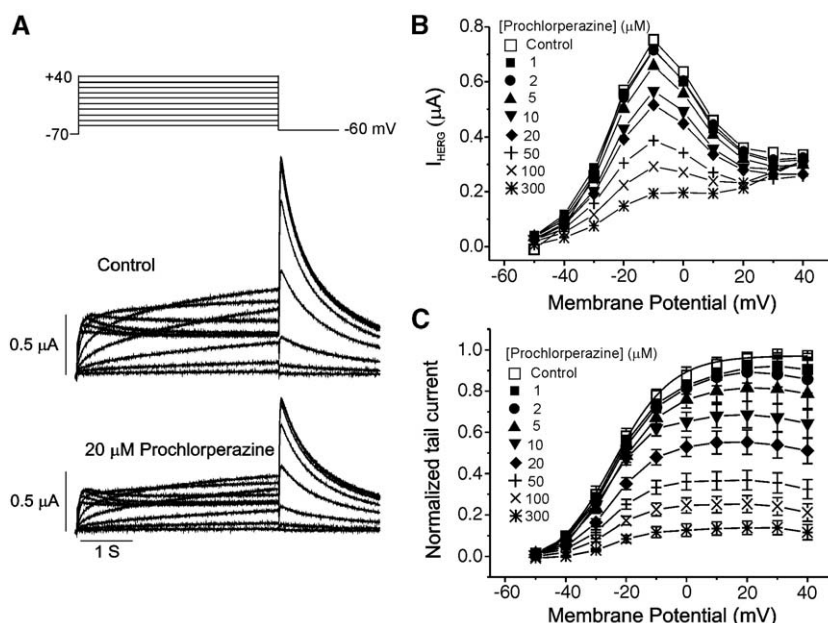 A
+40
-70
-60 mV
Control
0.5 μA
20 μM Prochlorperazine
0.5 μA
1 S
B
[Prochlorperazine] (μM)
Control
1
2
5
10
20
50
100
300
I HERG (μA)
0.8
0.6
0.4
0.2
0.0
-60 -40 -20 0 20 40
Membrane Potential (mV)
C
[Prochlorperazine] (μM)
Control
1
2
5
10
20
50
100
300
Normalized tail current
1.0
0.8
0.6
0.4
0.2
0.0
-60 -40 -20 0 20 40
Membrane Potential (mV)